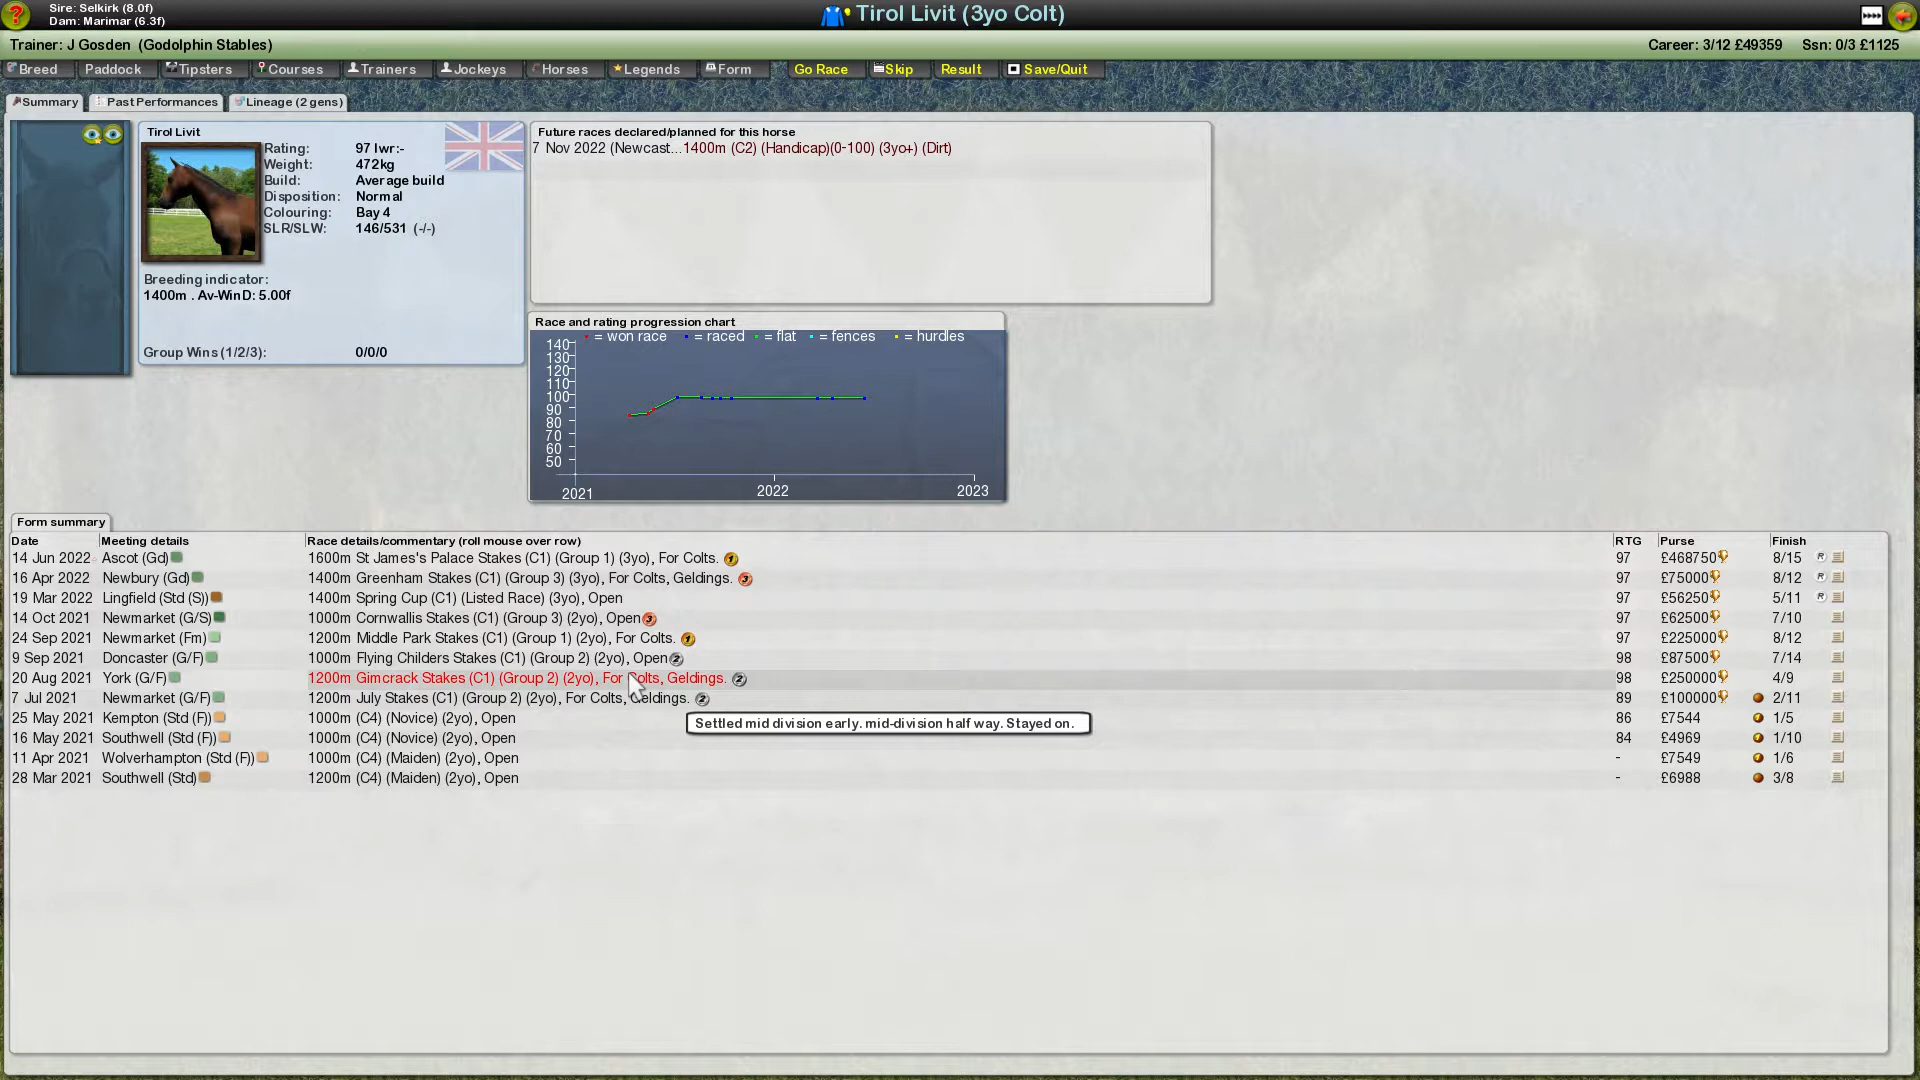 Sire: Selkirk (8.0f)
Dam: Marimar (6.3f)
Tirol Livit (3yo Colt)
Trainer: J Gosden (Godolphin Stables)
Career: 3/12 £49359 Ssn: 0/3 £1125
Breed Paddock Tipsters Courses Trainers Jockeys Horses Legends Form Go Race Skip Result Save/Quit
Summary Past Performances Lineage (2 gens)
Tirol Livit
Rating: 97 lwr:-
Weight: 472kg
Build: Average build
Disposition: Normal
Colouring: Bay 4
SLR/SLW: 146/531 (-/-)
Breeding indicator:
1400m . Av-WinD: 5.00f
Group Wins (1/2/3): 0/0/0
Future races declared/planned for this horse
7 Nov 2022 (Newcast...1400m (C2) (Handicap)(0-100) (3yo+) (Dirt)
Race and rating progression chart
= won race = raced = flat = fences = hurdles
140
130
120
110
100
90
80
70
60
50
2021 2022 2023
Form summary
Date Meeting details Race details/commentary (roll mouse over row) RTG Purse Finish
14 Jun 2022 Ascot (Gd) 1600m St James's Palace Stakes (C1) (Group 1) (3yo), For Colts. 1 97 £468750 8/15 R
16 Apr 2022 Newbury (Gd) 1400m Greenham Stakes (C1) (Group 3) (3yo), For Colts, Geldings. 3 97 £75000 8/12 R
19 Mar 2022 Lingfield (Std (S)) 1400m Spring Cup (C1) (Listed Race) (3yo), Open 97 £56250 5/11 R
14 Oct 2021 Newmarket (G/S) 1000m Cornwallis Stakes (C1) (Group 3) (2yo), Open 3 97 £62500 7/10
24 Sep 2021 Newmarket (Fm) 1200m Middle Park Stakes (C1) (Group 1) (2yo), For Colts. 1 97 £225000 8/12
9 Sep 2021 Doncaster (G/F) 1000m Flying Childers Stakes (C1) (Group 2) (2yo), Open 2 98 £87500 7/14
20 Aug 2021 York (G/F) 1200m Gimcrack Stakes (C1) (Group 2) (2yo), For Colts, Geldings. 2 98 £250000 4/9
7 Jul 2021 Newmarket (G/F) 1200m July Stakes (C1) (Group 2) (2yo), For Colts, Geldings. 2 89 £100000 2/11
25 May 2021 Kempton (Std (F)) 1000m (C4) (Novice) (2yo), Open 86 £7544 1/5
Settled mid division early. mid-division half way. Stayed on.
16 May 2021 Southwell (Std (F)) 1000m (C4) (Novice) (2yo), Open 84 £4969 1/10
11 Apr 2021 Wolverhampton (Std (F)) 1000m (C4) (Maiden) (2yo), Open - £7549 1/6
28 Mar 2021 Southwell (Std) 1200m (C4) (Maiden) (2yo), Open - £6988 3/8